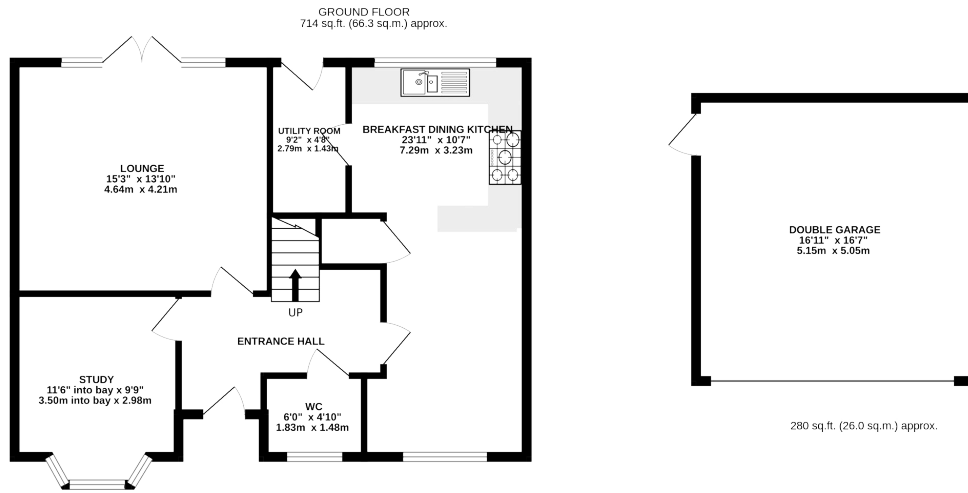 GROUND FLOOR
714 sq.ft. (66.3 sq.m.) approx.
UTILITY ROOM
9'2" x 4'8"
2.79m x 1.43m
BREAKFAST DINING KITCHEN
23'11" x 10'7"
7.29m x 3.23m
LOUNGE
15'3" x 13'10"
4.64m x 4.21m
DOUBLE GARAGE
16'11" x 16'7"
5.15m x 5.05m
UP
ENTRANCE HALL
STUDY
11'6" into bay x 9'9"
3.50m into bay x 2.98m
WC
6'0" x 4'10"
1.83m x 1.48m
280 sq.ft. (26.0 sq.m.) approx.